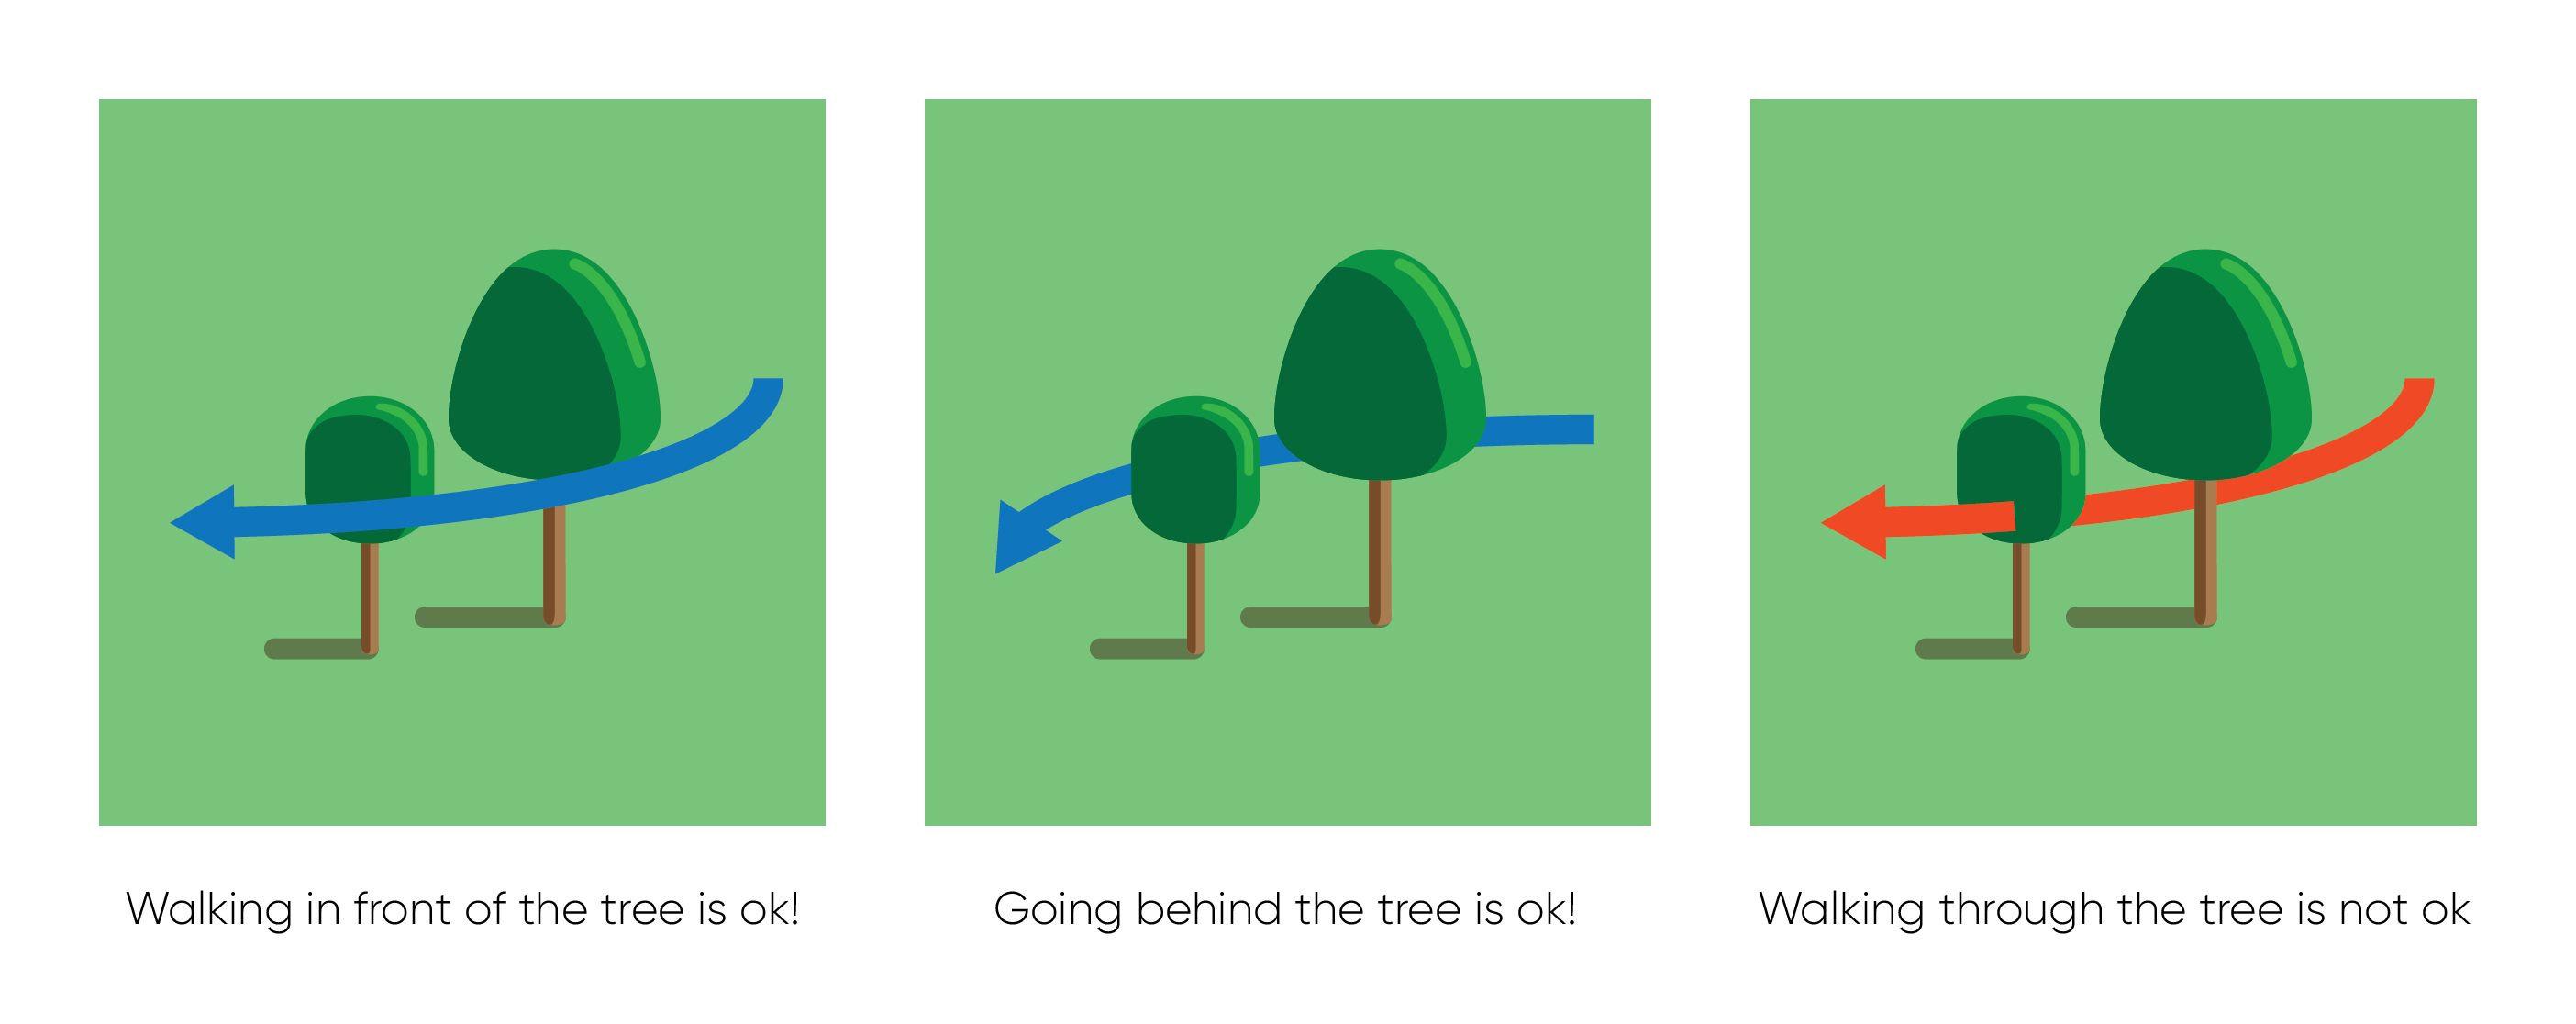 Walking in front of the tree is ok!
Going behind the tree is ok!
Walking through the tree is not ok